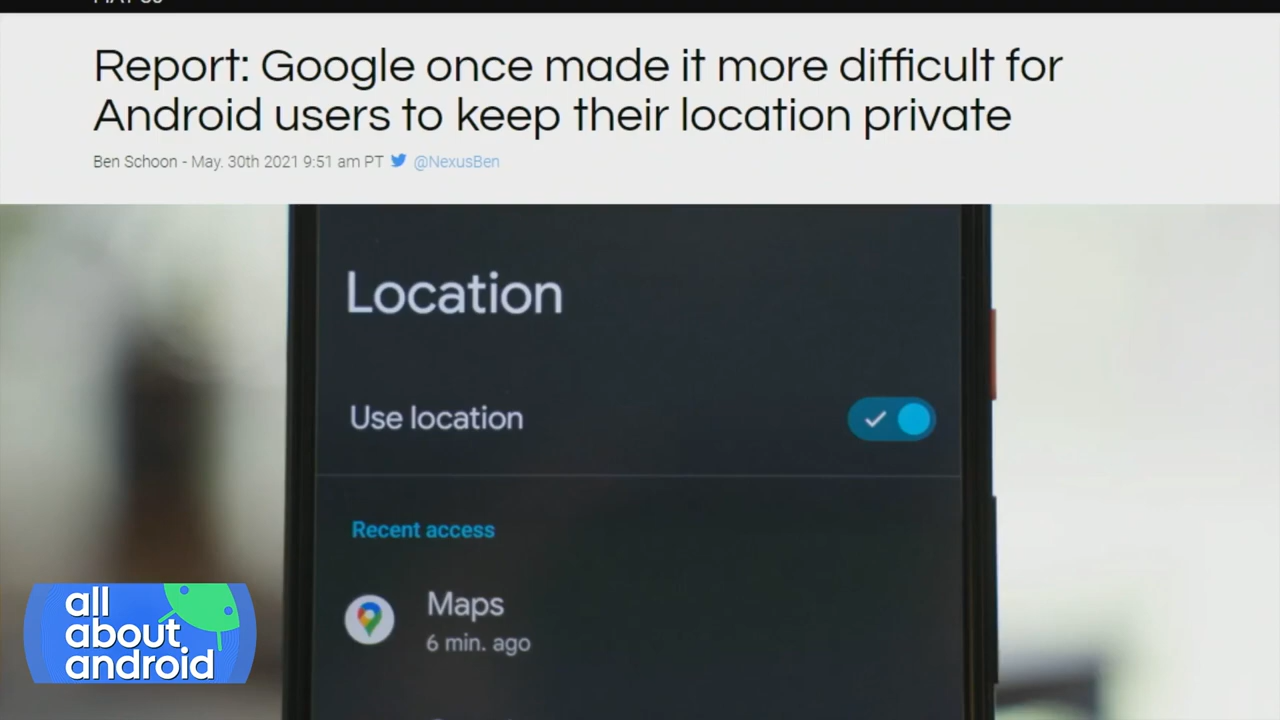 Report: Google once made it more difficult for
Android users to keep their location private
Ben Schoon - May. 30th 2021 9:51 am PT @NexusBen
Location
Use location
Recent access
Maps
6 min. ago
all
about
android